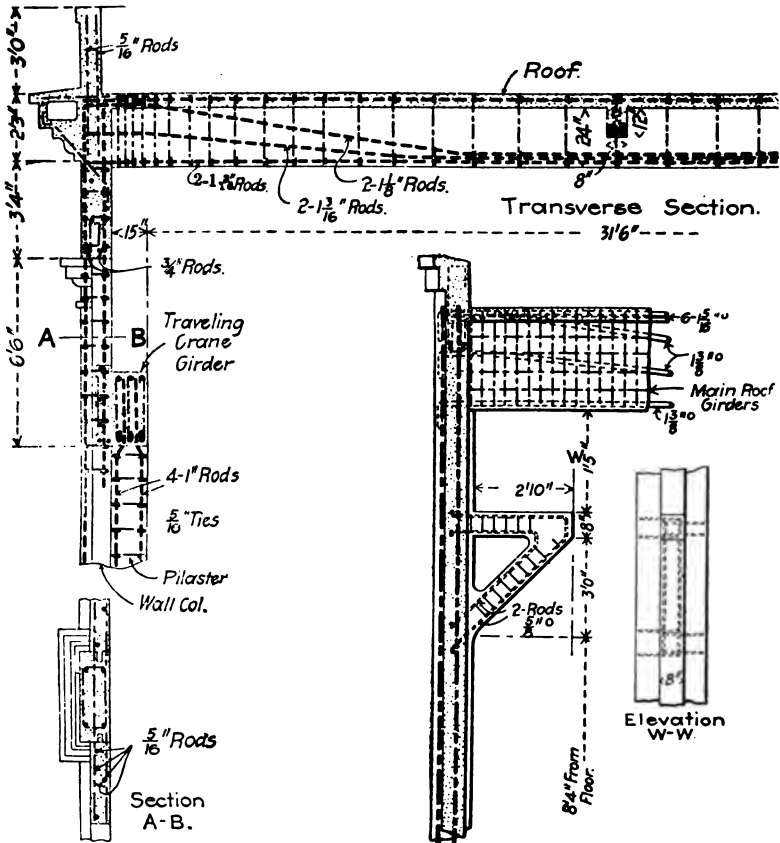 3'0"
5/16" Rods
Roof.
24"
8"
2-1 3/16" Rods.
2-1 1/8" Rods.
2-1 3/16" Rods.
Transverse Section.
3'4"
15"
31'6"
3/4" Rods.
6'6"
A
B
Traveling
Crane
Girder
6-1 5/8"o
1 3/8"o
Main Roof
Girders
1 3/8"o
W
1'5"
2'10"
8"
3'0"
4-1" Rods
5/16" Ties
Pilaster
Wall Col.
2-Rods
5/8"o
8"
Elevation
W-W.
5/16" Rods
Section
A-B.
8'4" From
Floor.